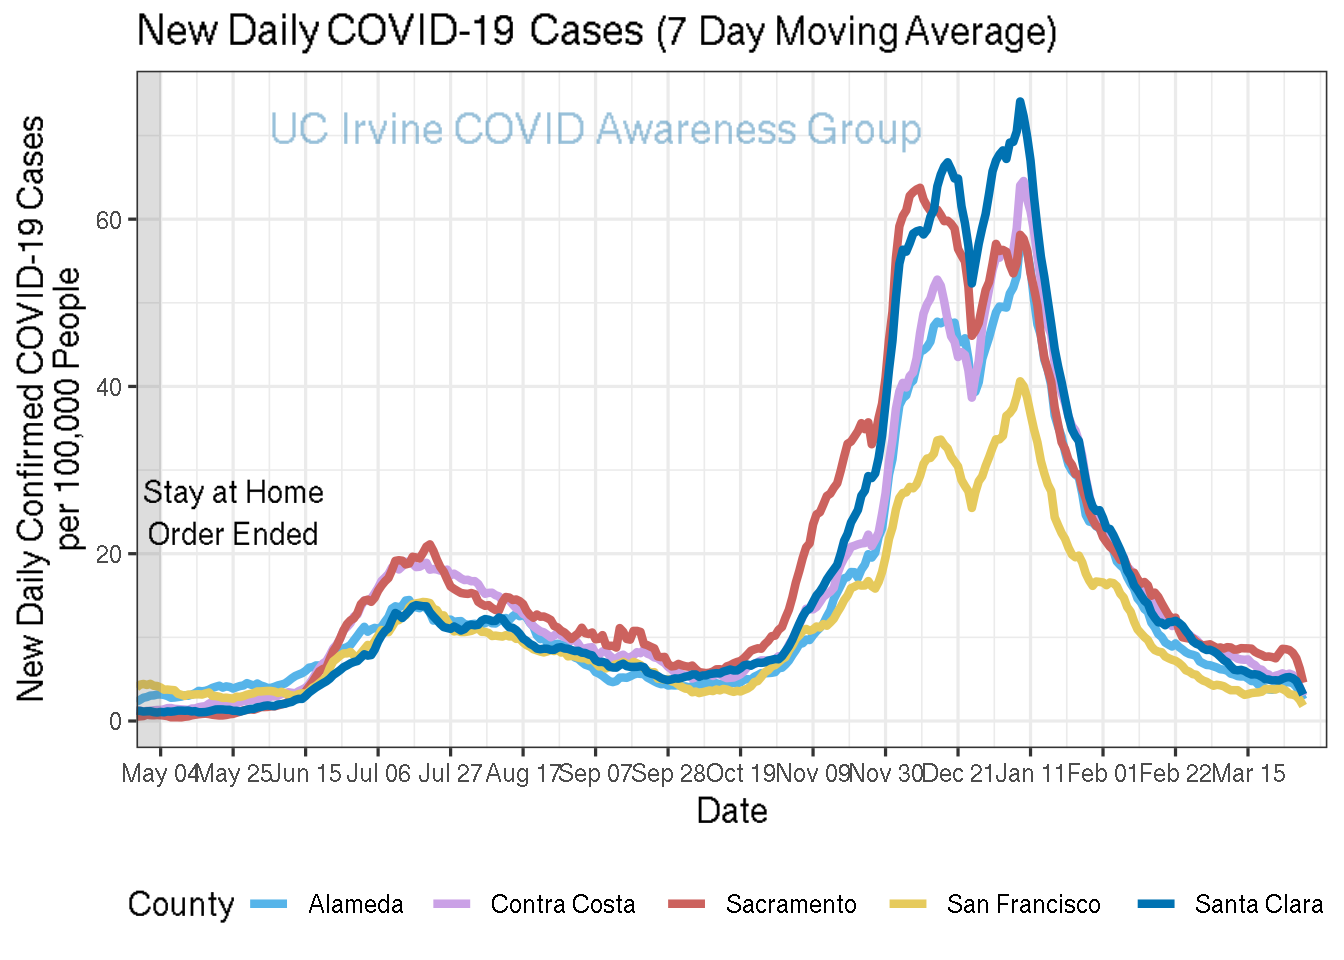 New Daily COVID-19 Cases (7 Day Moving Average)
UC Irvine COVID Awareness Group
New Daily Confirmed COVID-19 Cases
per 100,000 People
60
40
20
0
Stay at Home
Order Ended
May 04 May 25 Jun 15 Jul 06 Jul 27 Aug 17 Sep 07 Sep 28 Oct 19 Nov 09 Nov 30 Dec 21 Jan 11 Feb 01 Feb 22 Mar 15
Date
County Alameda Contra Costa Sacramento San Francisco Santa Clara